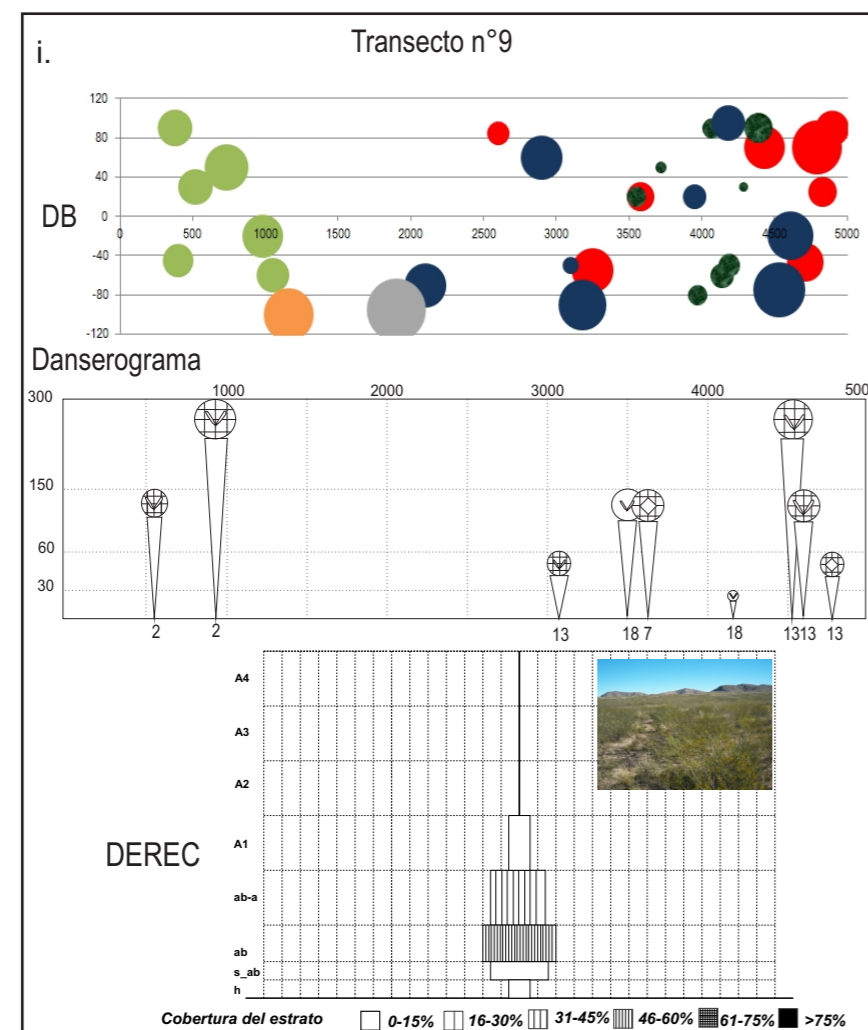 i.
Transecto n°9
120
80
40
DB
0
0 500 1000 1500 2000 2500 3000 3500 4000 4500 5000
-40
-80
-120
Danserograma
1000 2000 3000 4000 500
300
150
60
30
2 2 13 18 7 18 13 13 13
A4
A3
A2
A1
DEREC
ab-a
ab
s_ab
h
Cobertura del estrato 0-15% 16-30% 31-45% 46-60% 61-75% >75%